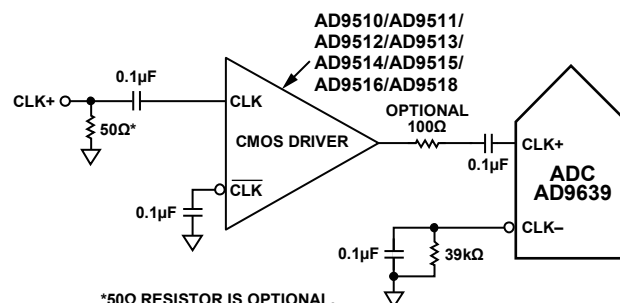 AD9510/AD9511/
AD9512/AD9513/
AD9514/AD9515/
AD9516/AD9518
0.1µF
CLK+
CLK
50Ω*
CMOS DRIVER
OPTIONAL
100Ω
0.1µF
CLK+
ADC
AD9639
CLK
0.1µF
CLK–
0.1µF
39kΩ
*50Ω RESISTOR IS OPTIONAL.